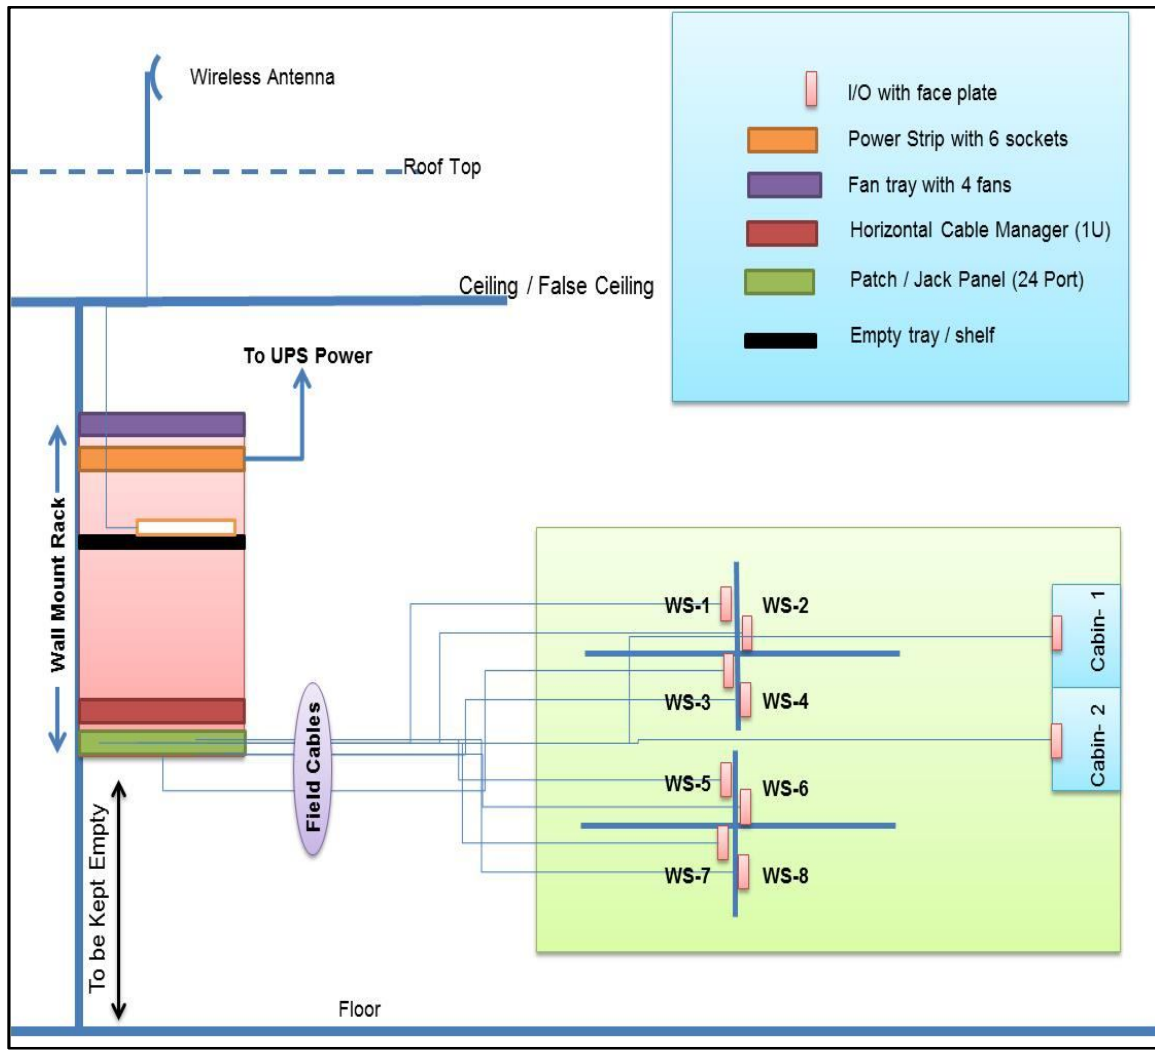 Wireless Antenna
Roof Top
Ceiling / False Ceiling
To UPS Power
I/O with face plate
Power Strip with 6 sockets
Fan tray with 4 fans
Horizontal Cable Manager (1U)
Patch / Jack Panel (24 Port)
Empty tray / shelf
Wall Mount Rack
Field Cables
To be Kept Empty
WS-1
WS-2
WS-3
WS-4
WS-5
WS-6
WS-7
WS-8
Cabin- 1
Cabin- 2
Floor